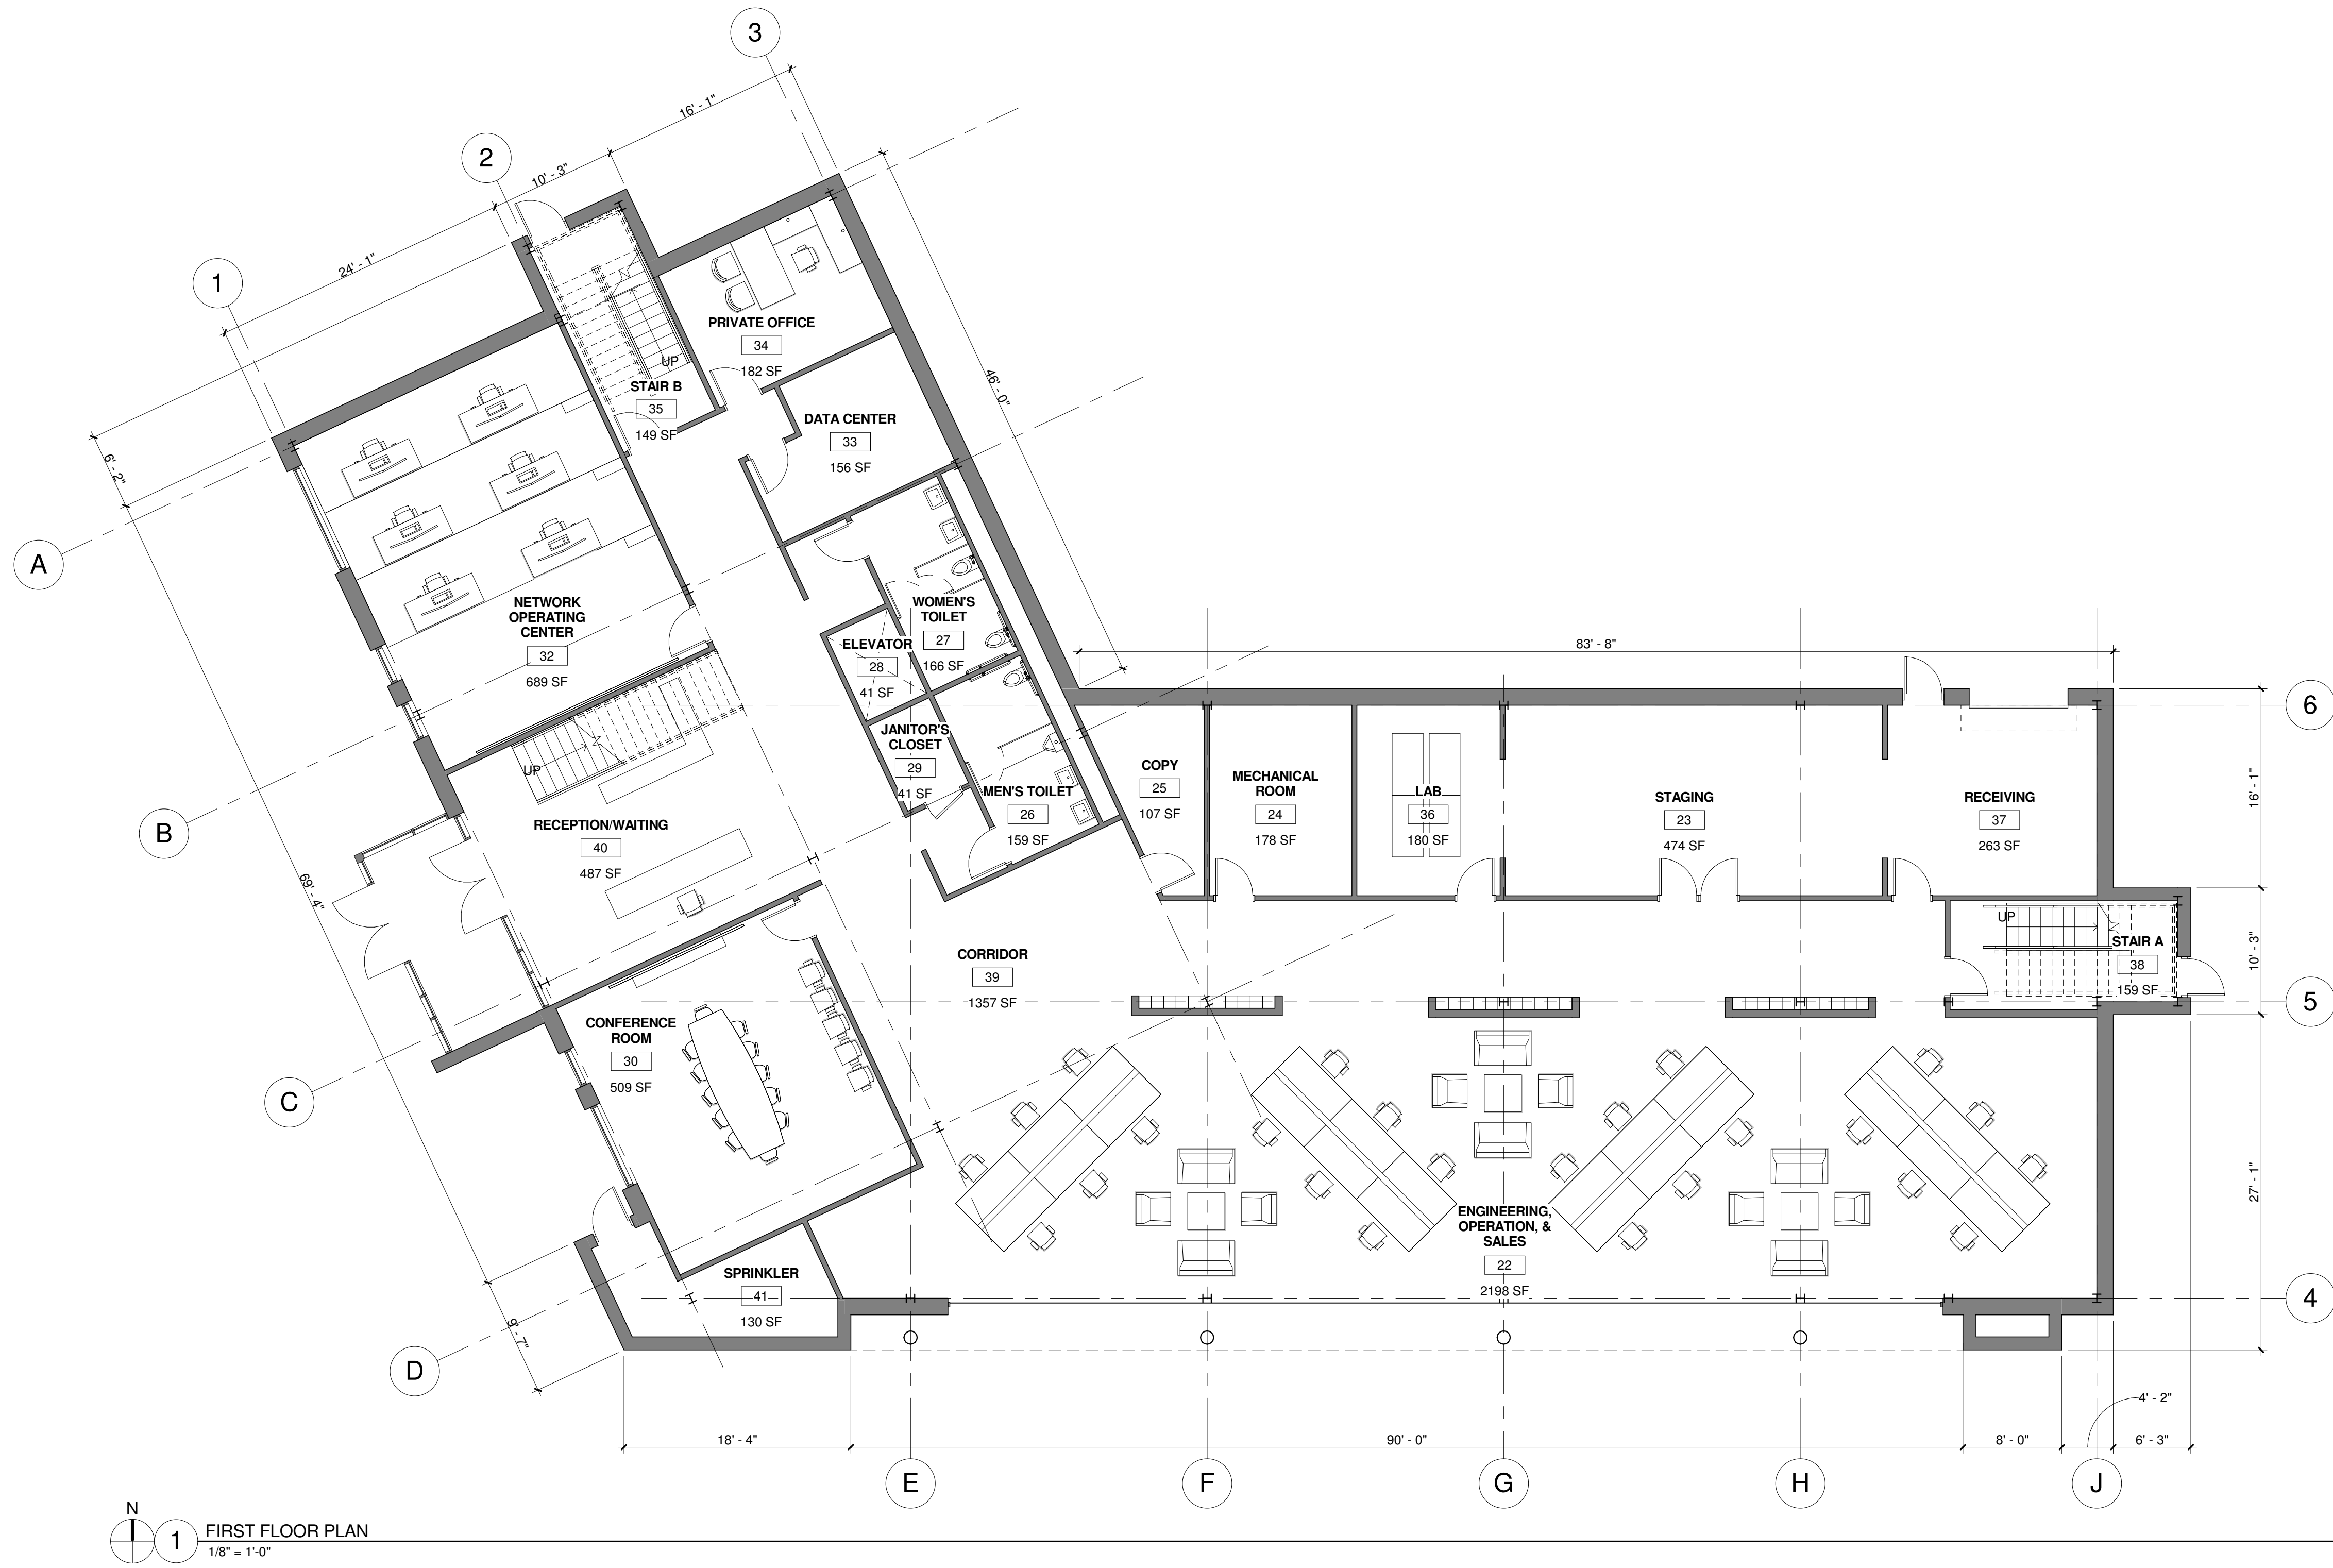 3
16' - 1"
2
10' - 3"
24' - 1"
1
PRIVATE OFFICE
34
182 SF
UP
STAIR B
35
149 SF
46' - 0"
DATA CENTER
33
156 SF
6' - 2"
A
NETWORK
OPERATING
CENTER
32
689 SF
WOMEN'S
TOILET
27
166 SF
ELEVATOR
28
41 SF
83' - 8"
6
JANITOR'S
CLOSET
29
41 SF
UP
MEN'S TOILET
26
159 SF
COPY
25
107 SF
MECHANICAL
ROOM
24
178 SF
LAB
36
180 SF
STAGING
23
474 SF
RECEIVING
37
263 SF
16' - 1"
B
RECEPTION/WAITING
40
487 SF
69' - 4"
CORRIDOR
39
1357 SF
UP
STAIR A
38
159 SF
10' - 3"
5
CONFERENCE
ROOM
30
509 SF
C
27' - 1"
ENGINEERING,
OPERATION, &
SALES
22
2198 SF
SPRINKLER
41
130 SF
4
9' - 7"
D
4' - 2"
18' - 4"
90' - 0"
8' - 0"
6' - 3"
E
F
G
H
J
N
1
FIRST FLOOR PLAN
1/8" = 1'-0"